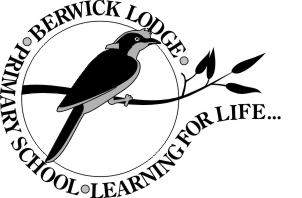 BERWICK LODGE
PRIMARY SCHOOL
LEARNING FOR LIFE...